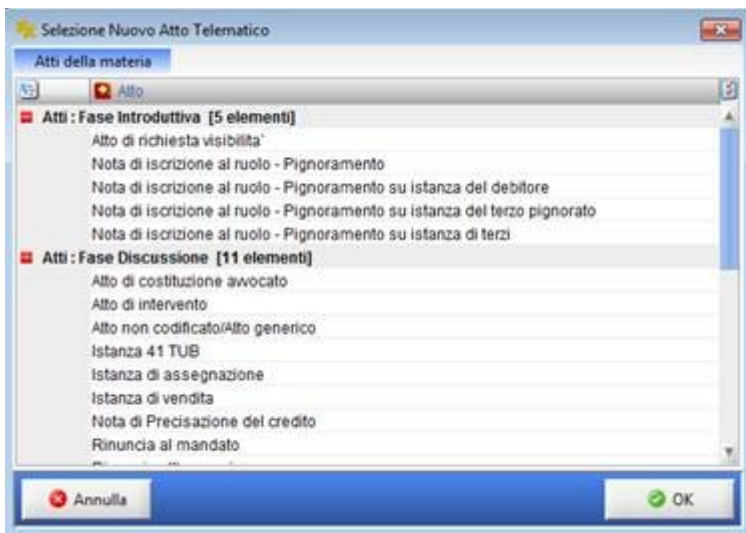 Selezione Nuovo Atto Telematico
Atti della materia
Atto
Atti : Fase Introduttiva [5 elementi]
Atto di richiesta visibilita`
Nota di iscrizione al ruolo - Pignoramento
Nota di iscrizione al ruolo - Pignoramento su istanza del debitore
Nota di iscrizione al ruolo - Pignoramento su istanza del terzo pignorato
Nota di iscrizione al ruolo - Pignoramento su istanza di terzi
Atti : Fase Discussione [11 elementi]
Atto di costituzione avvocato
Atto di intervento
Atto non codificato/Atto generico
Istanza 41 TUB
Istanza di assegnazione
Istanza di vendita
Nota di Precisazione del credito
Rinuncia al mandato
Annulla
OK